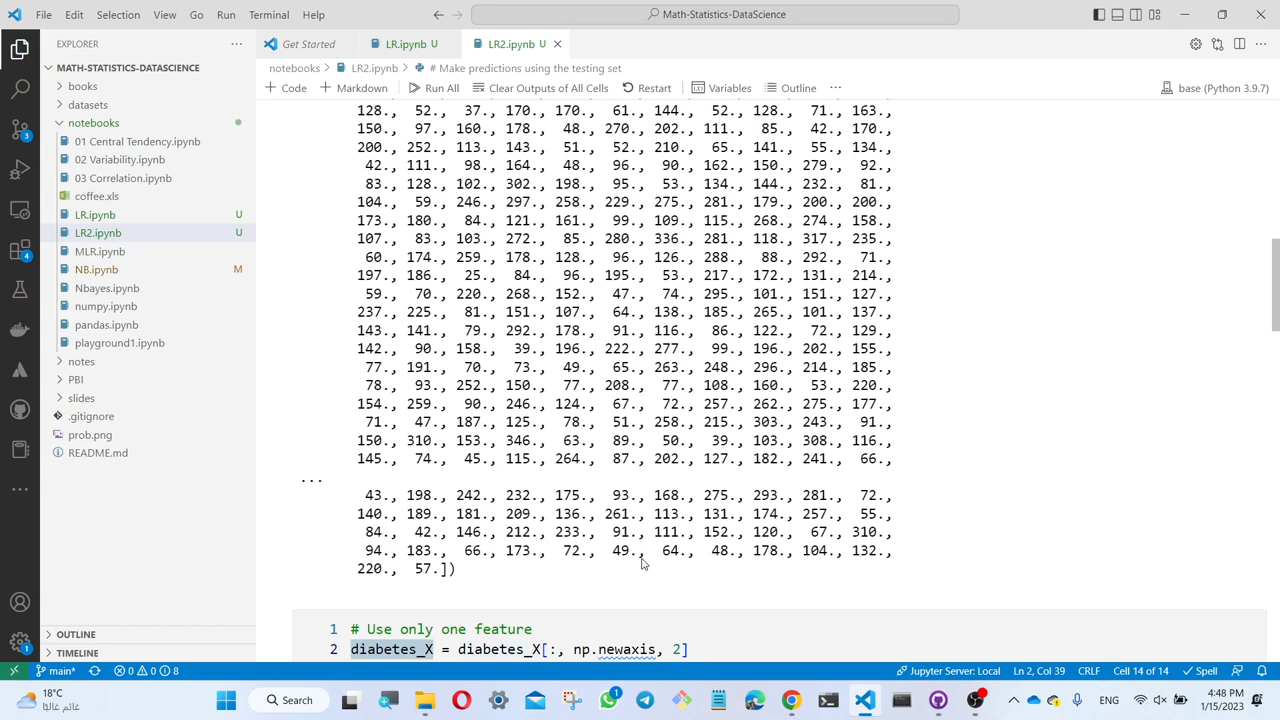 File Edit Selection View Go Run Terminal Help
Math-Statistics-DataScience
EXPLORER
Get Started
LR.ipynb U
LR2.ipynb U
MATH-STATISTICS-DATASCIENCE
books
datasets
notebooks
01 Central Tendency.ipynb
02 Variability.ipynb
03 Correlation.ipynb
coffee.xls
LR.ipynb U
LR2.ipynb U
MLR.ipynb
NB.ipynb M
Nbayes.ipynb
numpy.ipynb
pandas.ipynb
playground1.ipynb
notes
PBI
slides
.gitignore
prob.png
README.md
OUTLINE
TIMELINE
3
4
1
notebooks > LR2.ipynb > # Make predictions using the testing set
+ Code + Markdown Run All Clear Outputs of All Cells Restart Variables Outline ... base (Python 3.9.7)
128., 52., 37., 170., 170., 61., 144., 52., 128., 71., 163.,
150., 97., 160., 178., 48., 270., 202., 111., 85., 42., 170.,
200., 252., 113., 143., 51., 52., 210., 65., 141., 55., 134.,
42., 111., 98., 164., 48., 96., 90., 162., 150., 279., 92.,
83., 128., 102., 302., 198., 95., 53., 134., 144., 232., 81.,
104., 59., 246., 297., 258., 229., 275., 281., 179., 200., 200.,
173., 180., 84., 121., 161., 99., 109., 115., 268., 274., 158.,
107., 83., 103., 272., 85., 280., 336., 281., 118., 317., 235.,
60., 174., 259., 178., 128., 96., 126., 288., 88., 292., 71.,
197., 186., 25., 84., 96., 195., 53., 217., 172., 131., 214.,
59., 70., 220., 268., 152., 47., 74., 295., 101., 151., 127.,
237., 225., 81., 151., 107., 64., 138., 185., 265., 101., 137.,
143., 141., 79., 292., 178., 91., 116., 86., 122., 72., 129.,
142., 90., 158., 39., 196., 222., 277., 99., 196., 202., 155.,
77., 191., 70., 73., 49., 65., 263., 248., 296., 214., 185.,
78., 93., 252., 150., 77., 208., 77., 108., 160., 53., 220.,
154., 259., 90., 246., 124., 67., 72., 257., 262., 275., 177.,
71., 47., 187., 125., 78., 51., 258., 215., 303., 243., 91.,
150., 310., 153., 346., 63., 89., 50., 39., 103., 308., 116.,
145., 74., 45., 115., 264., 87., 202., 127., 182., 241., 66.,
...
43., 198., 242., 232., 175., 93., 168., 275., 293., 281., 72.,
140., 189., 181., 209., 136., 261., 113., 131., 174., 257., 55.,
84., 42., 146., 212., 233., 91., 111., 152., 120., 67., 310.,
94., 183., 66., 173., 72., 49., 64., 48., 178., 104., 132.,
220., 57.])
1 # Use only one feature
2 diabetes_X = diabetes_X[:, np.newaxis, 2]
main* 0 0 8 Jupyter Server: Local Ln 2, Col 39 CRLF Cell 14 of 14 Spell
18°C
غائم غالبًا
Search
1
ENG
4:48 PM
1/15/2023